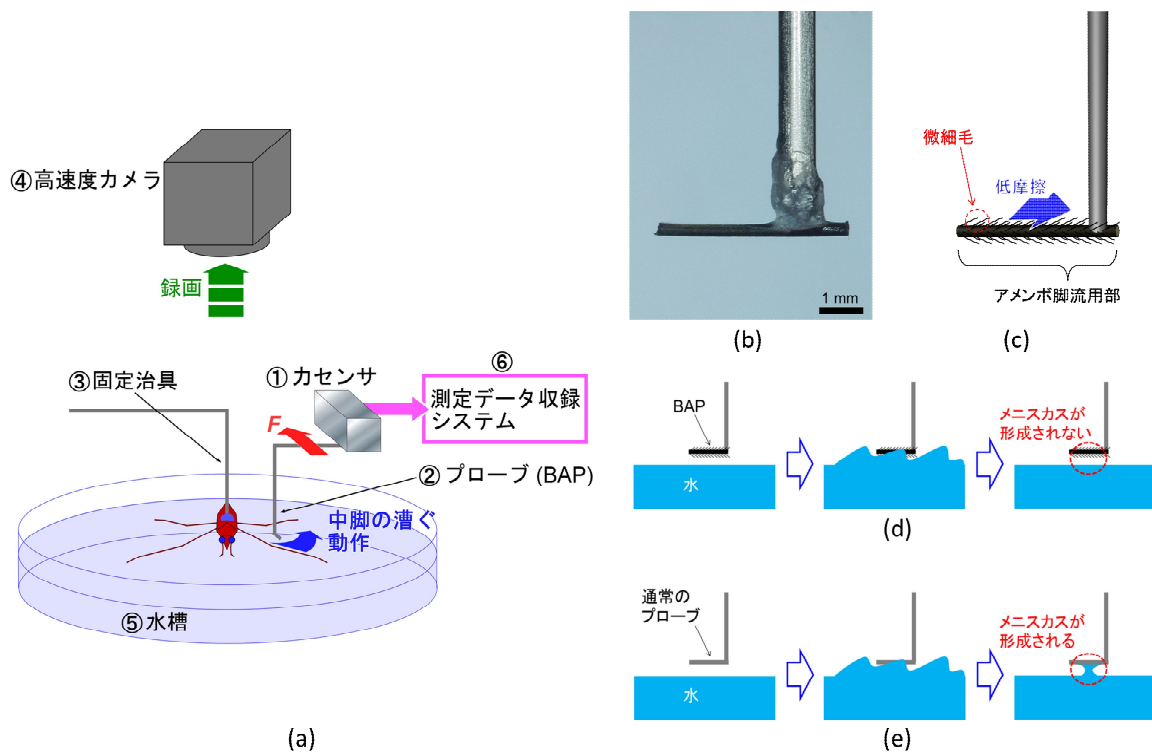 ④高速度カメラ
録画
③固定治具
①力センサ
⑥
測定データ収録
システム
F
②プローブ (BAP)
中脚の漕ぐ
動作
⑤水槽
(a)
1 mm
(b)
微細毛
低摩擦
アメンボ脚流用部
(c)
BAP
水
メニスカスが
形成されない
(d)
通常の
プローブ
水
メニスカスが
形成される
(e)